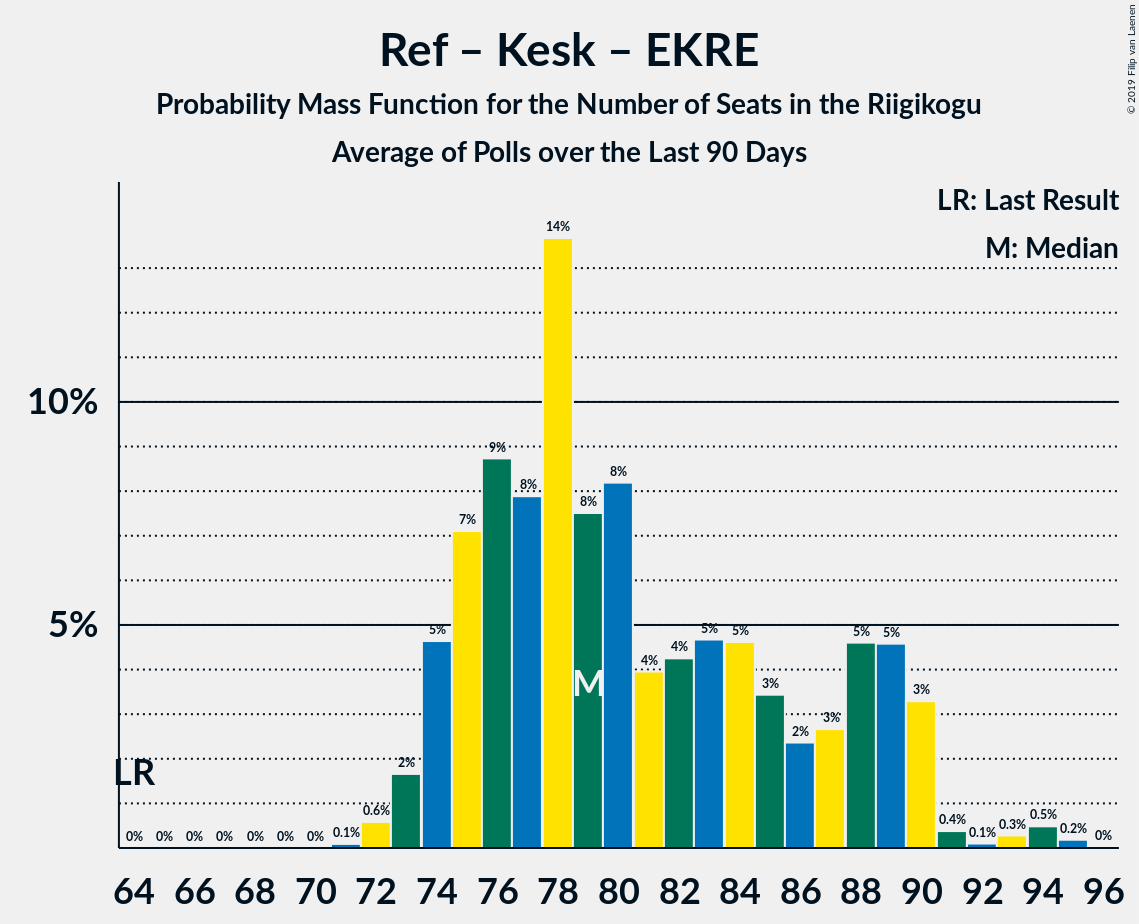 Ref – Kesk – EKRE
Probability Mass Function for the Number of Seats in the Riigikogu
Average of Polls over the Last 90 Days
© 2019 Filip van Laenen
LR: Last Result
M: Median
10%
5%
0% 0% 0% 0% 0% 0% 0% 0.1% 0.6% 2% 5% 7% 9% 8% 14% 8% 8% 4% 4% 5% 5% 3% 2% 3% 5% 5% 3% 0.4% 0.1% 0.3% 0.5% 0.2% 0%
M
LR
64 66 68 70 72 74 76 78 80 82 84 86 88 90 92 94 96